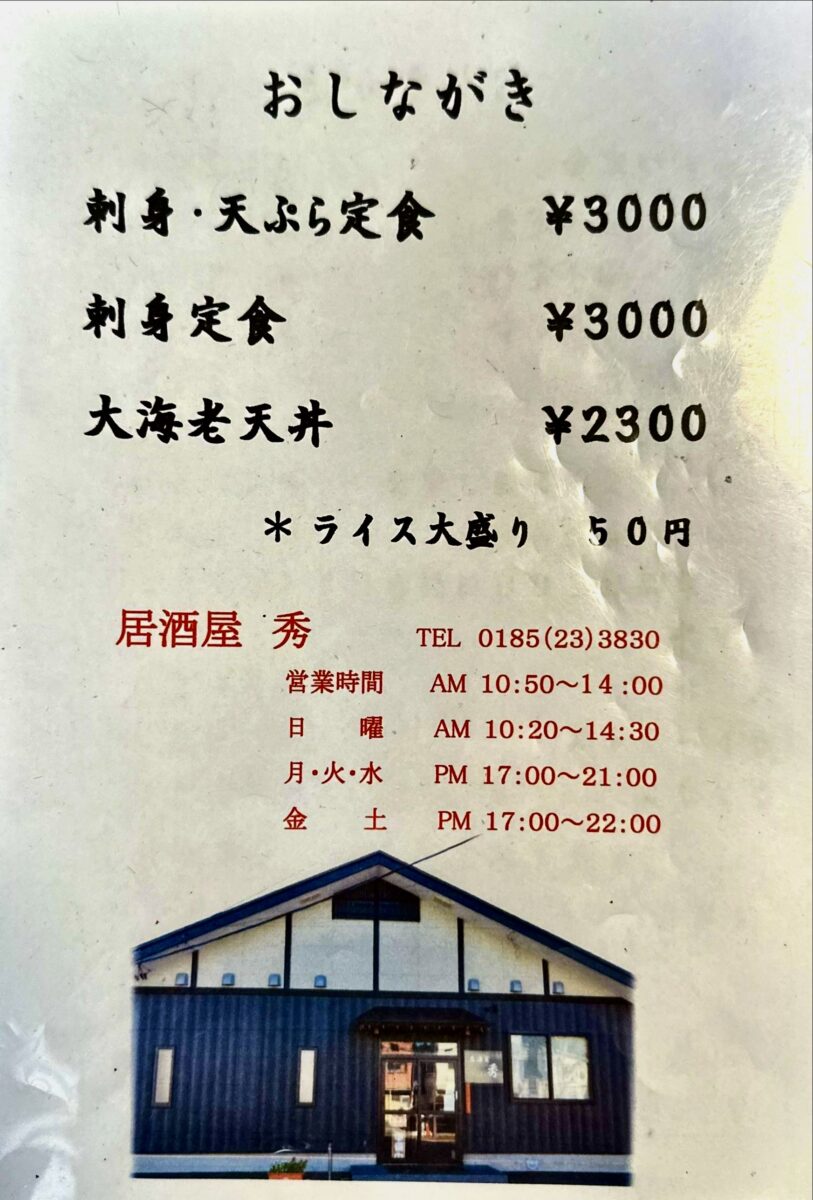 おしながき
刺身・天ぷら定食 ¥3000
刺身定食 ¥3000
大海老天丼 ¥2300
＊ライス大盛り 50円
居酒屋 秀 TEL 0185(23)3830
営業時間 AM 10:50～14:00
日曜 AM 10:20～14:30
月・火・水 PM 17:00～21:00
金土 PM 17:00～22:00
秀